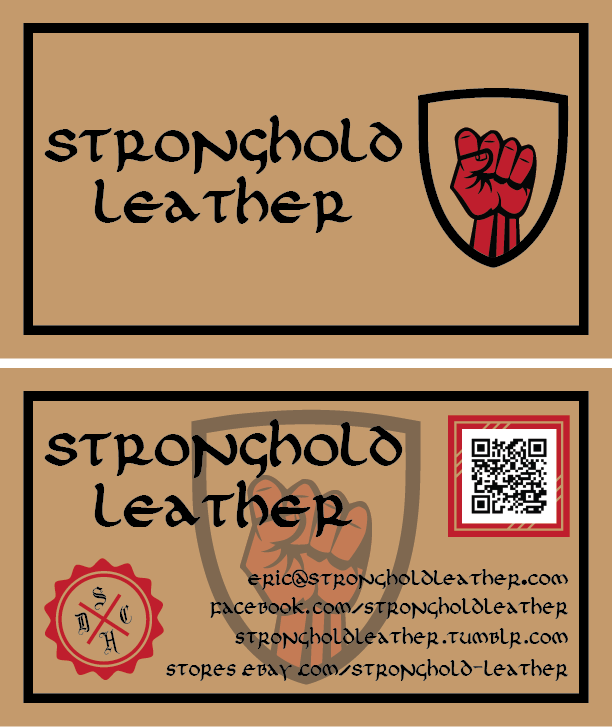 Stronghold
Leather
Stronghold
Leather
eric@strongholdleather.com
facebook.com/strongholdleather
strongholdleather.tumblr.com
stores.ebay.com/stronghold-leather
S
D C
H